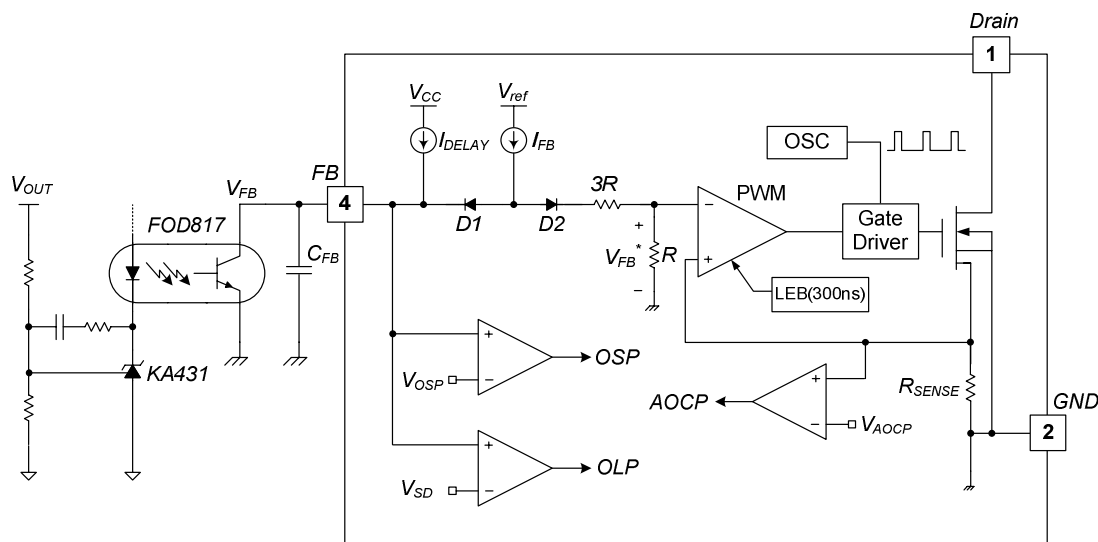 Drain
1
V_CC
V_ref
I_DELAY
I_FB
OSC
FB
4
V_OUT
V_FB
3R
PWM
D1
D2
Gate
Driver
FOD817
C_FB
V_FB*
R
+
−
−
+
LEB(300ns)
KA431
+
−
V_OSP
OSP
AOCP
+
−
V_AOCP
R_SENSE
GND
2
+
−
V_SD
OLP